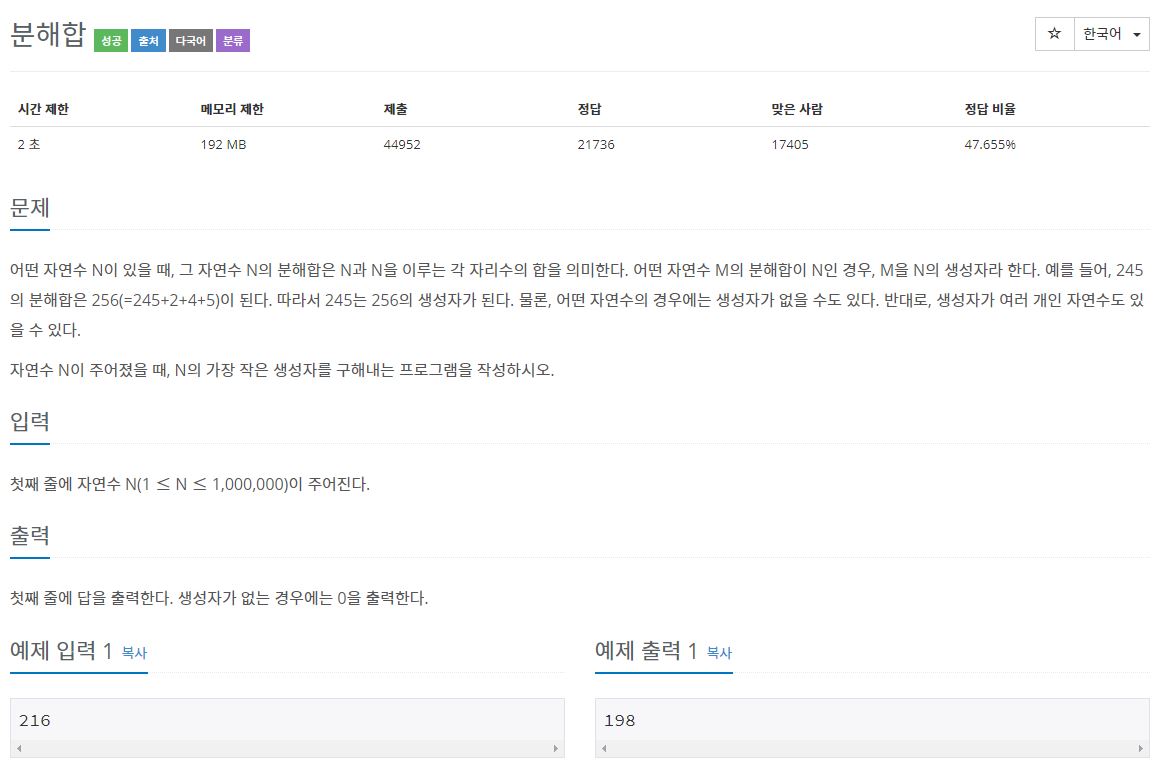 분해합 성공 출처 다국어 분류
☆ 한국어
시간 제한 메모리 제한 제출 정답 맞은 사람 정답 비율
2 초 192 MB 44952 21736 17405 47.655%
문제
어떤 자연수 N이 있을 때, 그 자연수 N의 분해합은 N과 N을 이루는 각 자리수의 합을 의미한다. 어떤 자연수 M의 분해합이 N인 경우, M을 N의 생성자라 한다. 예를 들어, 245
의 분해합은 256(=245+2+4+5)이 된다. 따라서 245는 256의 생성자가 된다. 물론, 어떤 자연수의 경우에는 생성자가 없을 수도 있다. 반대로, 생성자가 여러 개인 자연수도 있
을 수 있다.
자연수 N이 주어졌을 때, N의 가장 작은 생성자를 구해내는 프로그램을 작성하시오.
입력
첫째 줄에 자연수 N(1 ≤ N ≤ 1,000,000)이 주어진다.
출력
첫째 줄에 답을 출력한다. 생성자가 없는 경우에는 0을 출력한다.
예제 입력 1 복사
216
예제 출력 1 복사
198